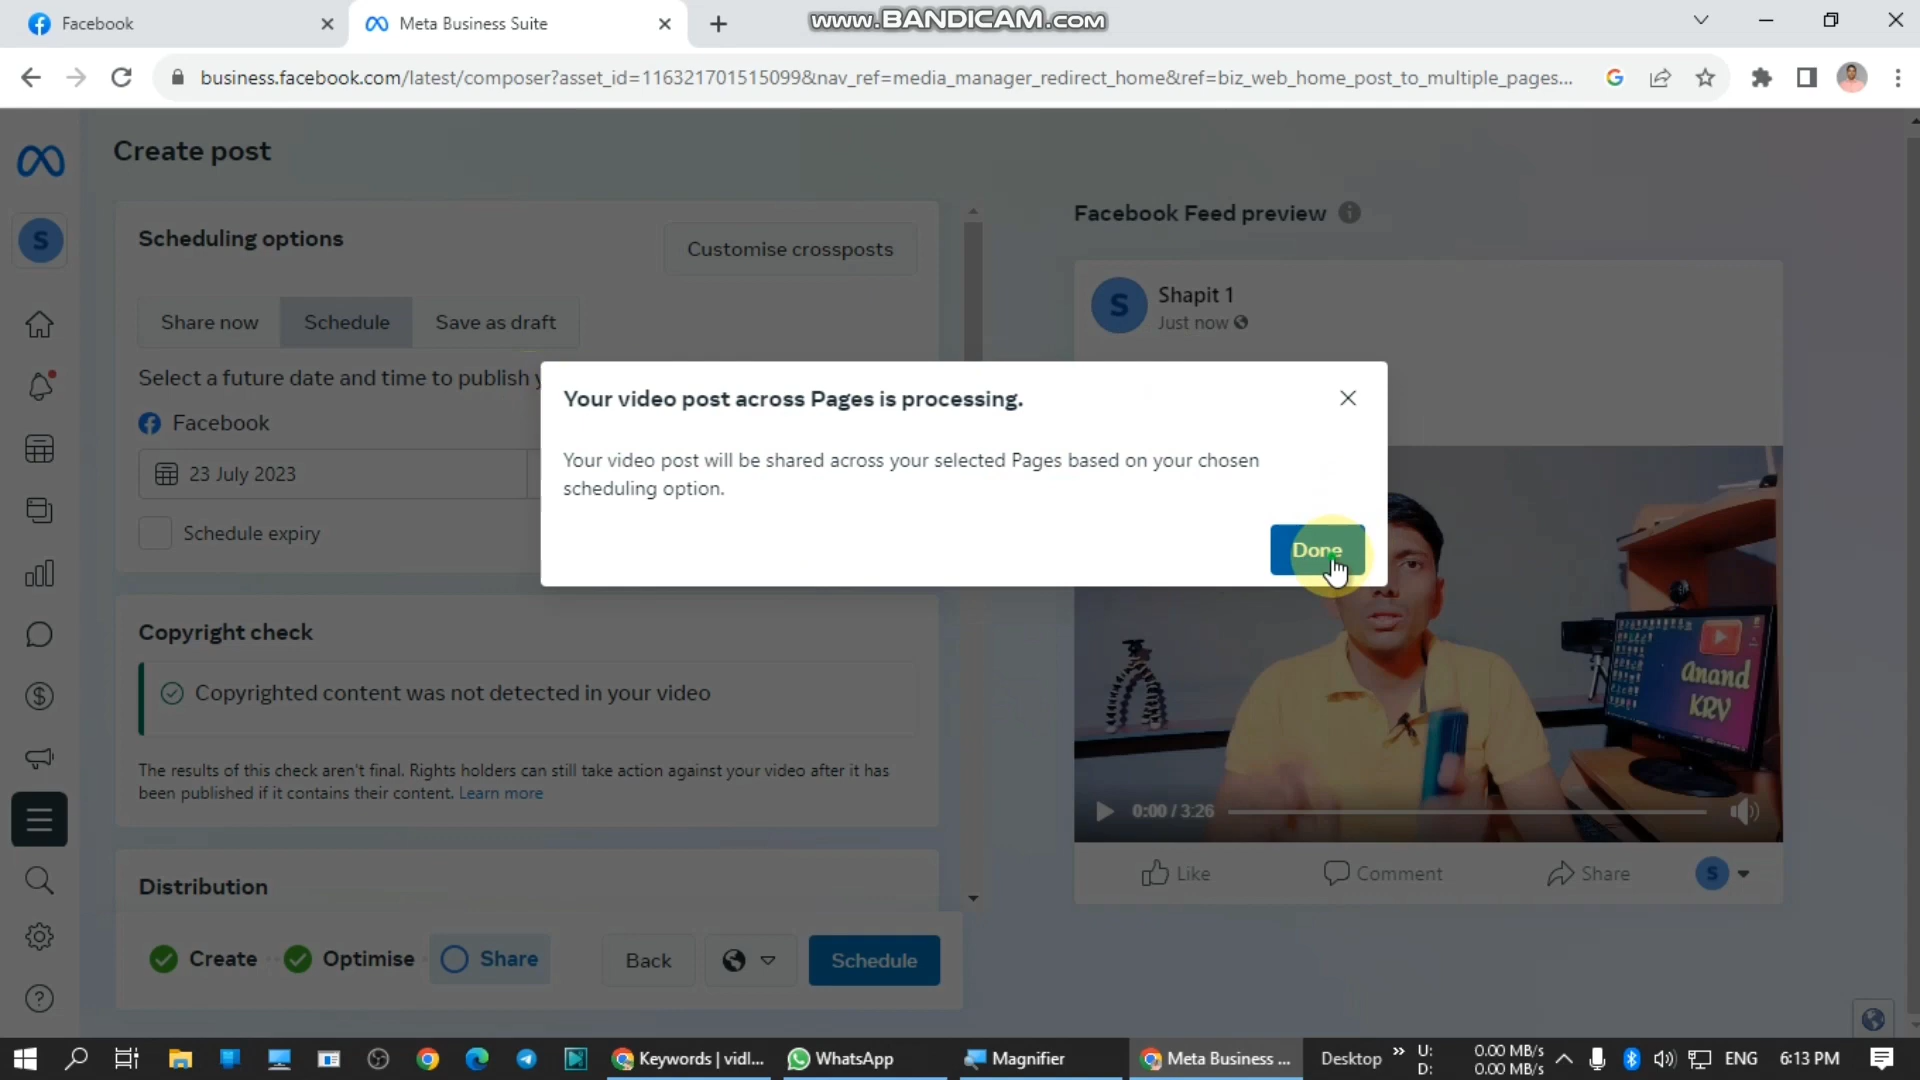 Facebook
Meta Business Suite
www.BANDICAM.com
business.facebook.com/latest/composer?asset_id=116321701515099&nav_ref=media_manager_redirect_home&ref=biz_web_home_post_to_multiple_pages...
Create post
Scheduling options
Customise crossposts
Share now
Schedule
Save as draft
Select a future date and time to publish y
Facebook
23 July 2023
Schedule expiry
Copyright check
Copyrighted content was not detected in your video
The results of this check aren't final. Rights holders can still take action against your video after it has
been published if it contains their content. Learn more
Distribution
Create
Optimise
Share
Back
Schedule
Your video post across Pages is processing.
Your video post will be shared across your selected Pages based on your chosen
scheduling option.
Done
Facebook Feed preview
S
S
Shapit 1
Just now
Anand
KRV
0:00 / 3:26
Like
Comment
Share
S
Keywords | vidl...
WhatsApp
Magnifier
Meta Business ...
Desktop
U: 0.00 MB/s
D: 0.00 MB/s
ENG
6:13 PM